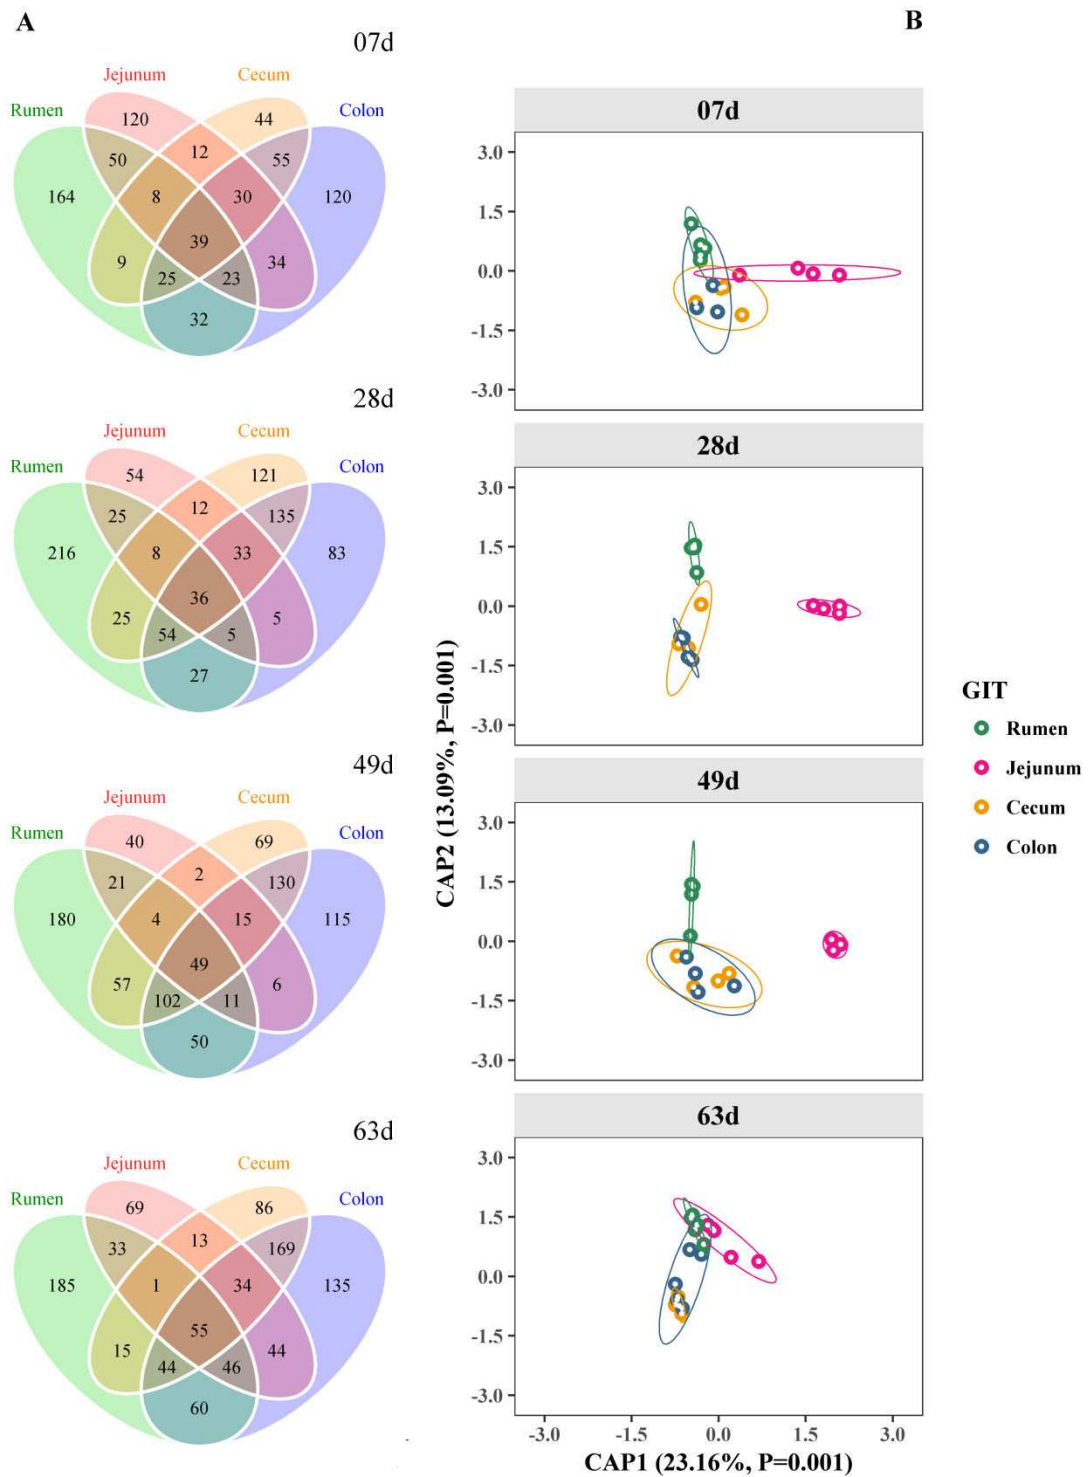 A
07d
Jejunum Cecum
Rumen Colon
120 44
50 12 55
164 8 30 120
39
9 25 23 34
32
28d
Jejunum Cecum
Rumen Colon
54 121
25 12 135
216 8 33 83
36
25 54 5 5
27
49d
Jejunum Cecum
Rumen Colon
40 69
21 2 130
180 4 15 115
49
57 102 11 6
50
63d
Jejunum Cecum
Rumen Colon
69 86
33 13 169
185 1 34 135
55
15 44 46 44
60
B
07d
3.0
1.5
0.0
-1.5
-3.0
28d
3.0
1.5
0.0
-1.5
-3.0
49d
3.0
1.5
0.0
-1.5
-3.0
63d
3.0
1.5
0.0
-1.5
-3.0
-3.0 -1.5 0.0 1.5 3.0
CAP1 (23.16%, P=0.001)
CAP2 (13.09%, P=0.001)
GIT
Rumen
Jejunum
Cecum
Colon